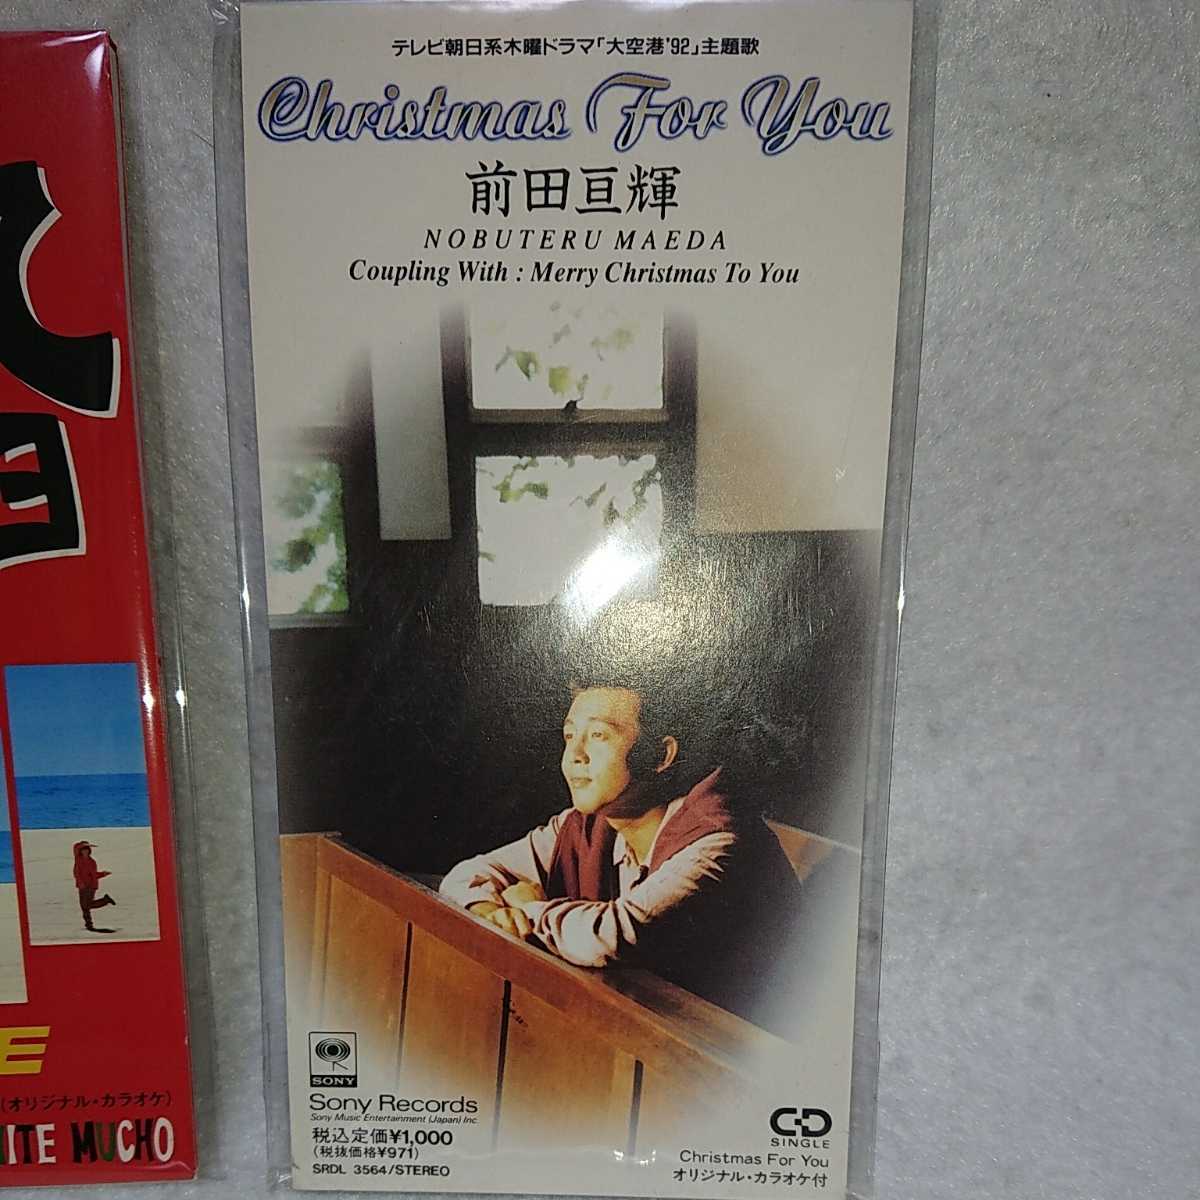 テレビ朝日系木曜ドラマ「大空港'92」主題歌
Christmas For You
前田亘輝
NOBUTERU MAEDA
Coupling With : Merry Christmas To You
SONY
Sony Records
Sony Music Entertainment (Japan) Inc.
税込定価¥1,000
(税抜価格¥971)
SRDL 3564/STEREO
CD
SINGLE
Christmas For You
オリジナル・カラオケ付
E
(オリジナル・カラオケ)
MUCHO